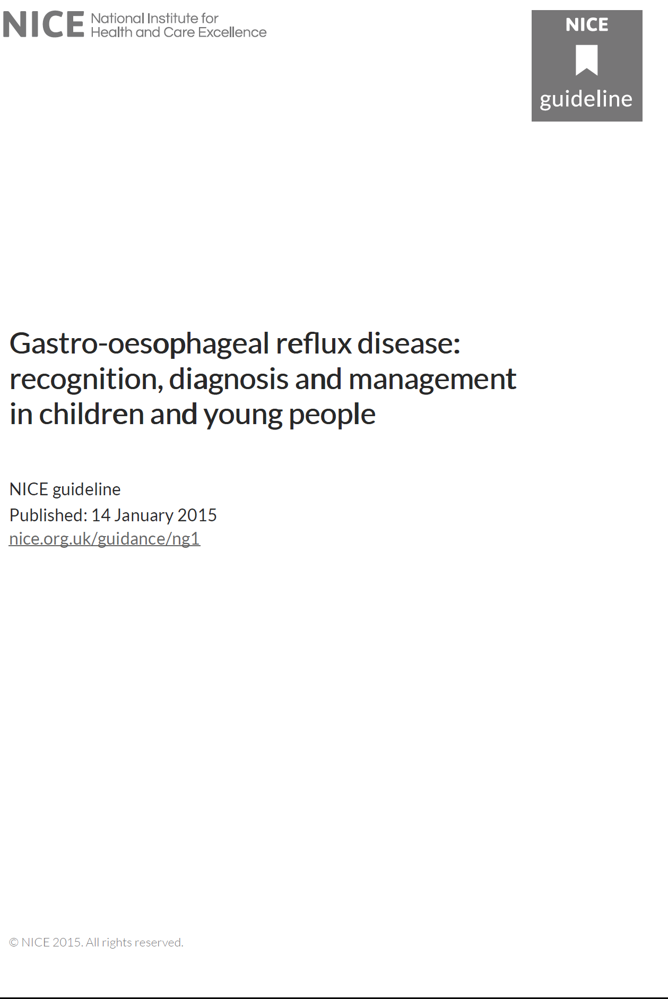 NICE National Institute for
Health and Care Excellence
NICE
guideline
Gastro-oesophageal reflux disease:
recognition, diagnosis and management
in children and young people
NICE guideline
Published: 14 January 2015
nice.org.uk/guidance/ng1
© NICE 2015. All rights reserved.